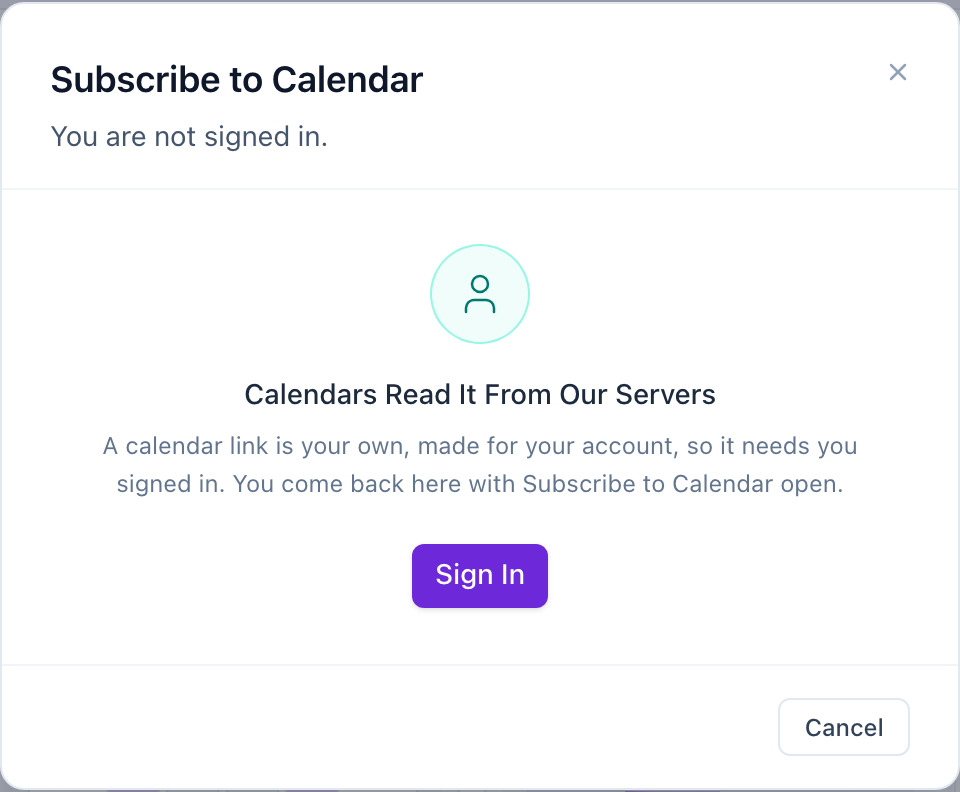 Subscribe to Calendar
You are not signed in.
Calendars Read It From Our Servers
A calendar link is your own, made for your account, so it needs you
signed in. You come back here with Subscribe to Calendar open.
Sign In
Cancel